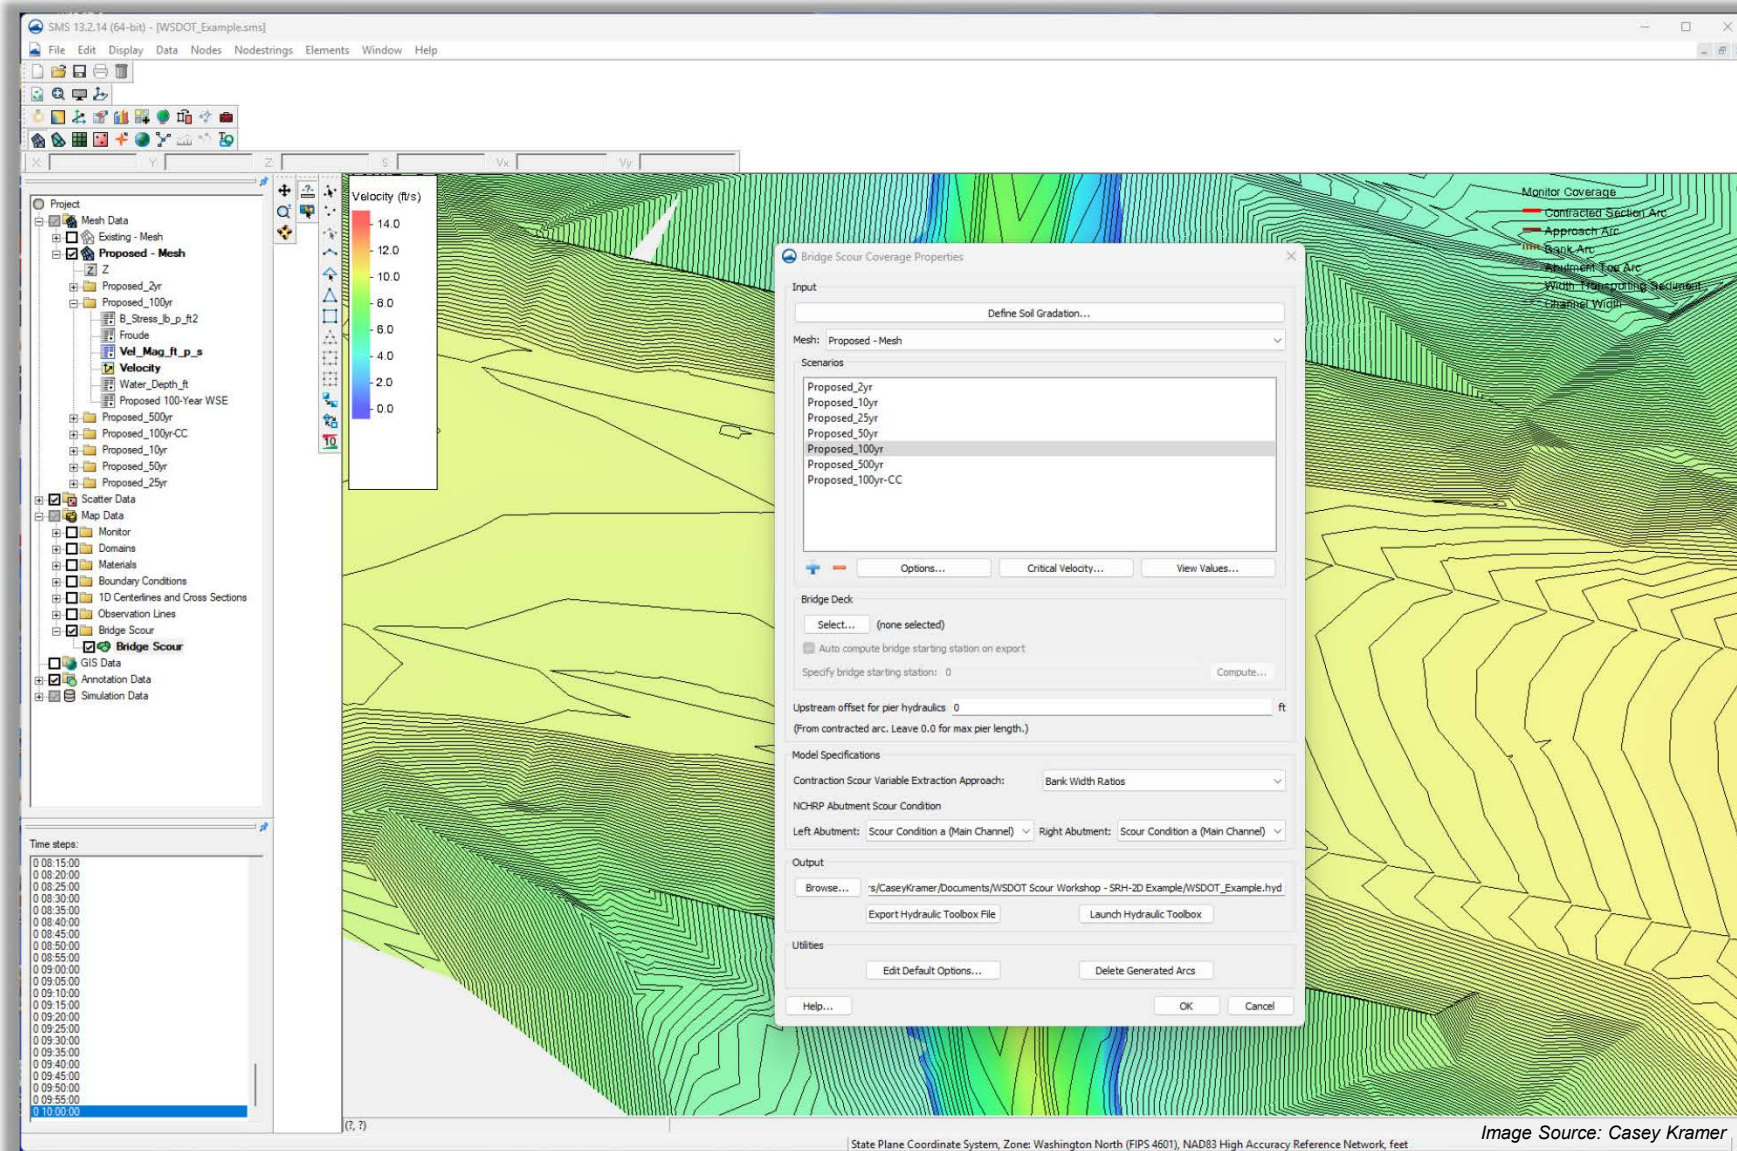 SMS 13.2.14 (64-bit) - [WSDOT_Example.sms]
File Edit Display Data Nodes Nodestrings Elements Window Help
X: Y: Z: S: Vx: Vy:
Project
Mesh Data
Existing - Mesh
Proposed - Mesh
Z Z
Proposed_2yr
Proposed_100yr
B_Stress_lb_p_ft2
Froude
Vel_Mag_ft_p_s
Velocity
Water_Depth_ft
Proposed 100-Year WSE
Proposed_500yr
Proposed_100yr-CC
Proposed_10yr
Proposed_50yr
Proposed_25yr
Scatter Data
Map Data
Monitor
Domains
Materials
Boundary Conditions
1D Centerlines and Cross Sections
Observation Lines
Bridge Scour
Bridge Scour
GIS Data
Annotation Data
Simulation Data
Time steps:
0 08:15:00
0 08:20:00
0 08:25:00
0 08:30:00
0 08:35:00
0 08:40:00
0 08:45:00
0 08:50:00
0 08:55:00
0 09:00:00
0 09:05:00
0 09:10:00
0 09:15:00
0 09:20:00
0 09:25:00
0 09:30:00
0 09:35:00
0 09:40:00
0 09:45:00
0 09:50:00
0 09:55:00
0 10:00:00
10
Velocity (ft/s)
14.0
12.0
10.0
8.0
6.0
4.0
2.0
0.0
Monitor Coverage
Contracted Section Arc
Approach Arc
Bank Arc
Abutment Toe Arc
Width Transporting Sediment
Channel Width
Bridge Scour Coverage Properties
Input
Define Soil Gradation...
Mesh: Proposed - Mesh
Scenarios
Proposed_2yr
Proposed_10yr
Proposed_25yr
Proposed_50yr
Proposed_100yr
Proposed_500yr
Proposed_100yr-CC
Options... Critical Velocity... View Values...
Bridge Deck
Select... (none selected)
Auto compute bridge starting station on export
Specify bridge starting station: 0 Compute...
Upstream offset for pier hydraulics 0 ft
(From contracted arc. Leave 0.0 for max pier length.)
Model Specifications
Contraction Scour Variable Extraction Approach: Bank Width Ratios
NCHRP Abutment Scour Condition
Left Abutment: Scour Condition a (Main Channel) Right Abutment: Scour Condition a (Main Channel)
Output
Browse... rs/CaseyKramer/Documents/WSDOT Scour Workshop - SRH-2D Example/WSDOT_Example.hyd
Export Hydraulic Toolbox File Launch Hydraulic Toolbox
Utilities
Edit Default Options... Delete Generated Arcs
Help... OK Cancel
(?, ?)
State Plane Coordinate System, Zone: Washington North (FIPS 4601), NAD83 High Accuracy Reference Network, feet
Image Source: Casey Kramer